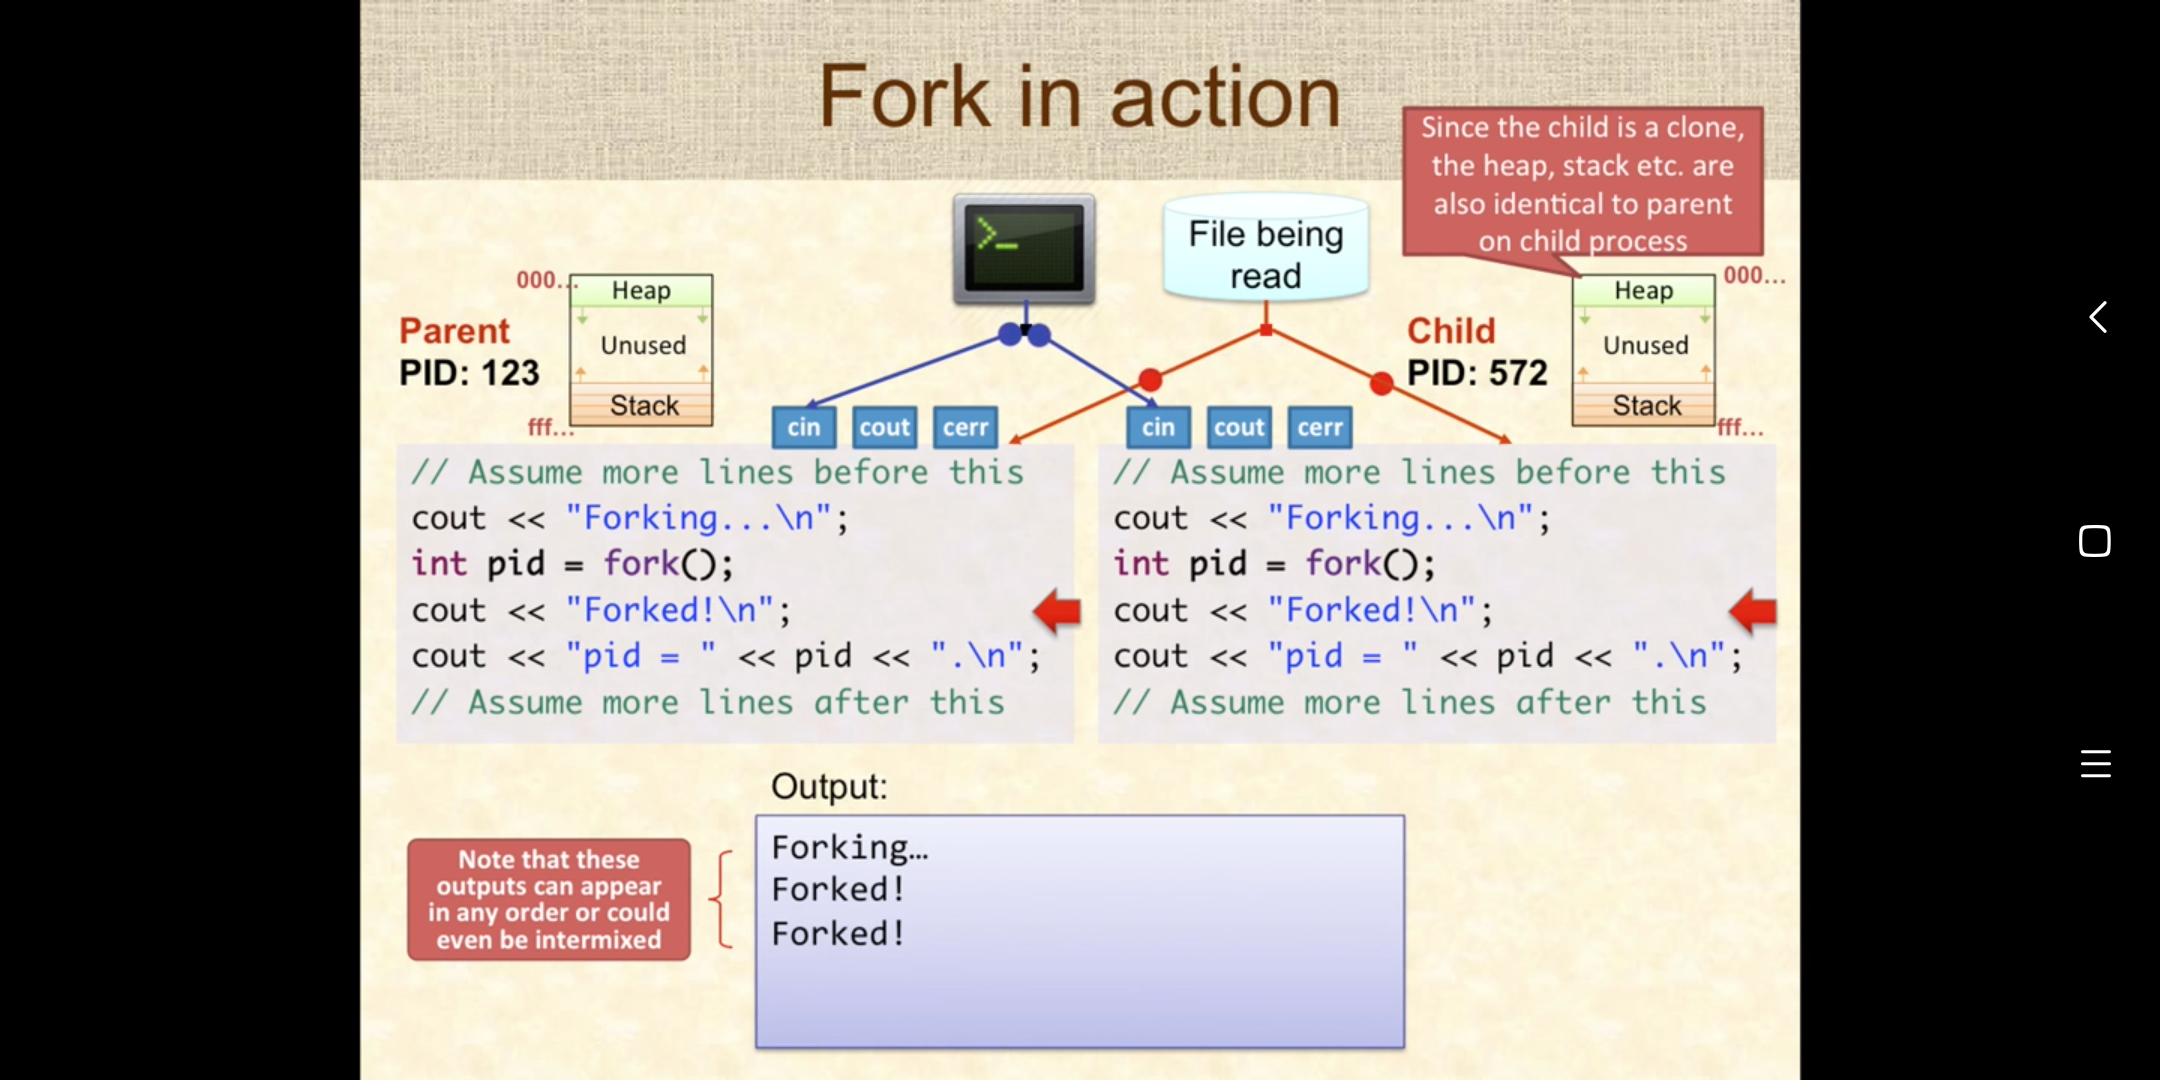 Fork in action
Since the child is a clone,
the heap, stack etc. are
also identical to parent
on child process
>_
File being
read
000...
Heap
Unused
Stack
fff...
Parent
PID: 123
Child
PID: 572
Heap
Unused
Stack
000...
fff...
cin cout cerr
cin cout cerr
// Assume more lines before this
cout << "Forking...\n";
int pid = fork();
cout << "Forked!\n";
cout << "pid = " << pid << ".\n";
// Assume more lines after this
// Assume more lines before this
cout << "Forking...\n";
int pid = fork();
cout << "Forked!\n";
cout << "pid = " << pid << ".\n";
// Assume more lines after this
Output:
Note that these
outputs can appear
in any order or could
even be intermixed
Forking…
Forked!
Forked!